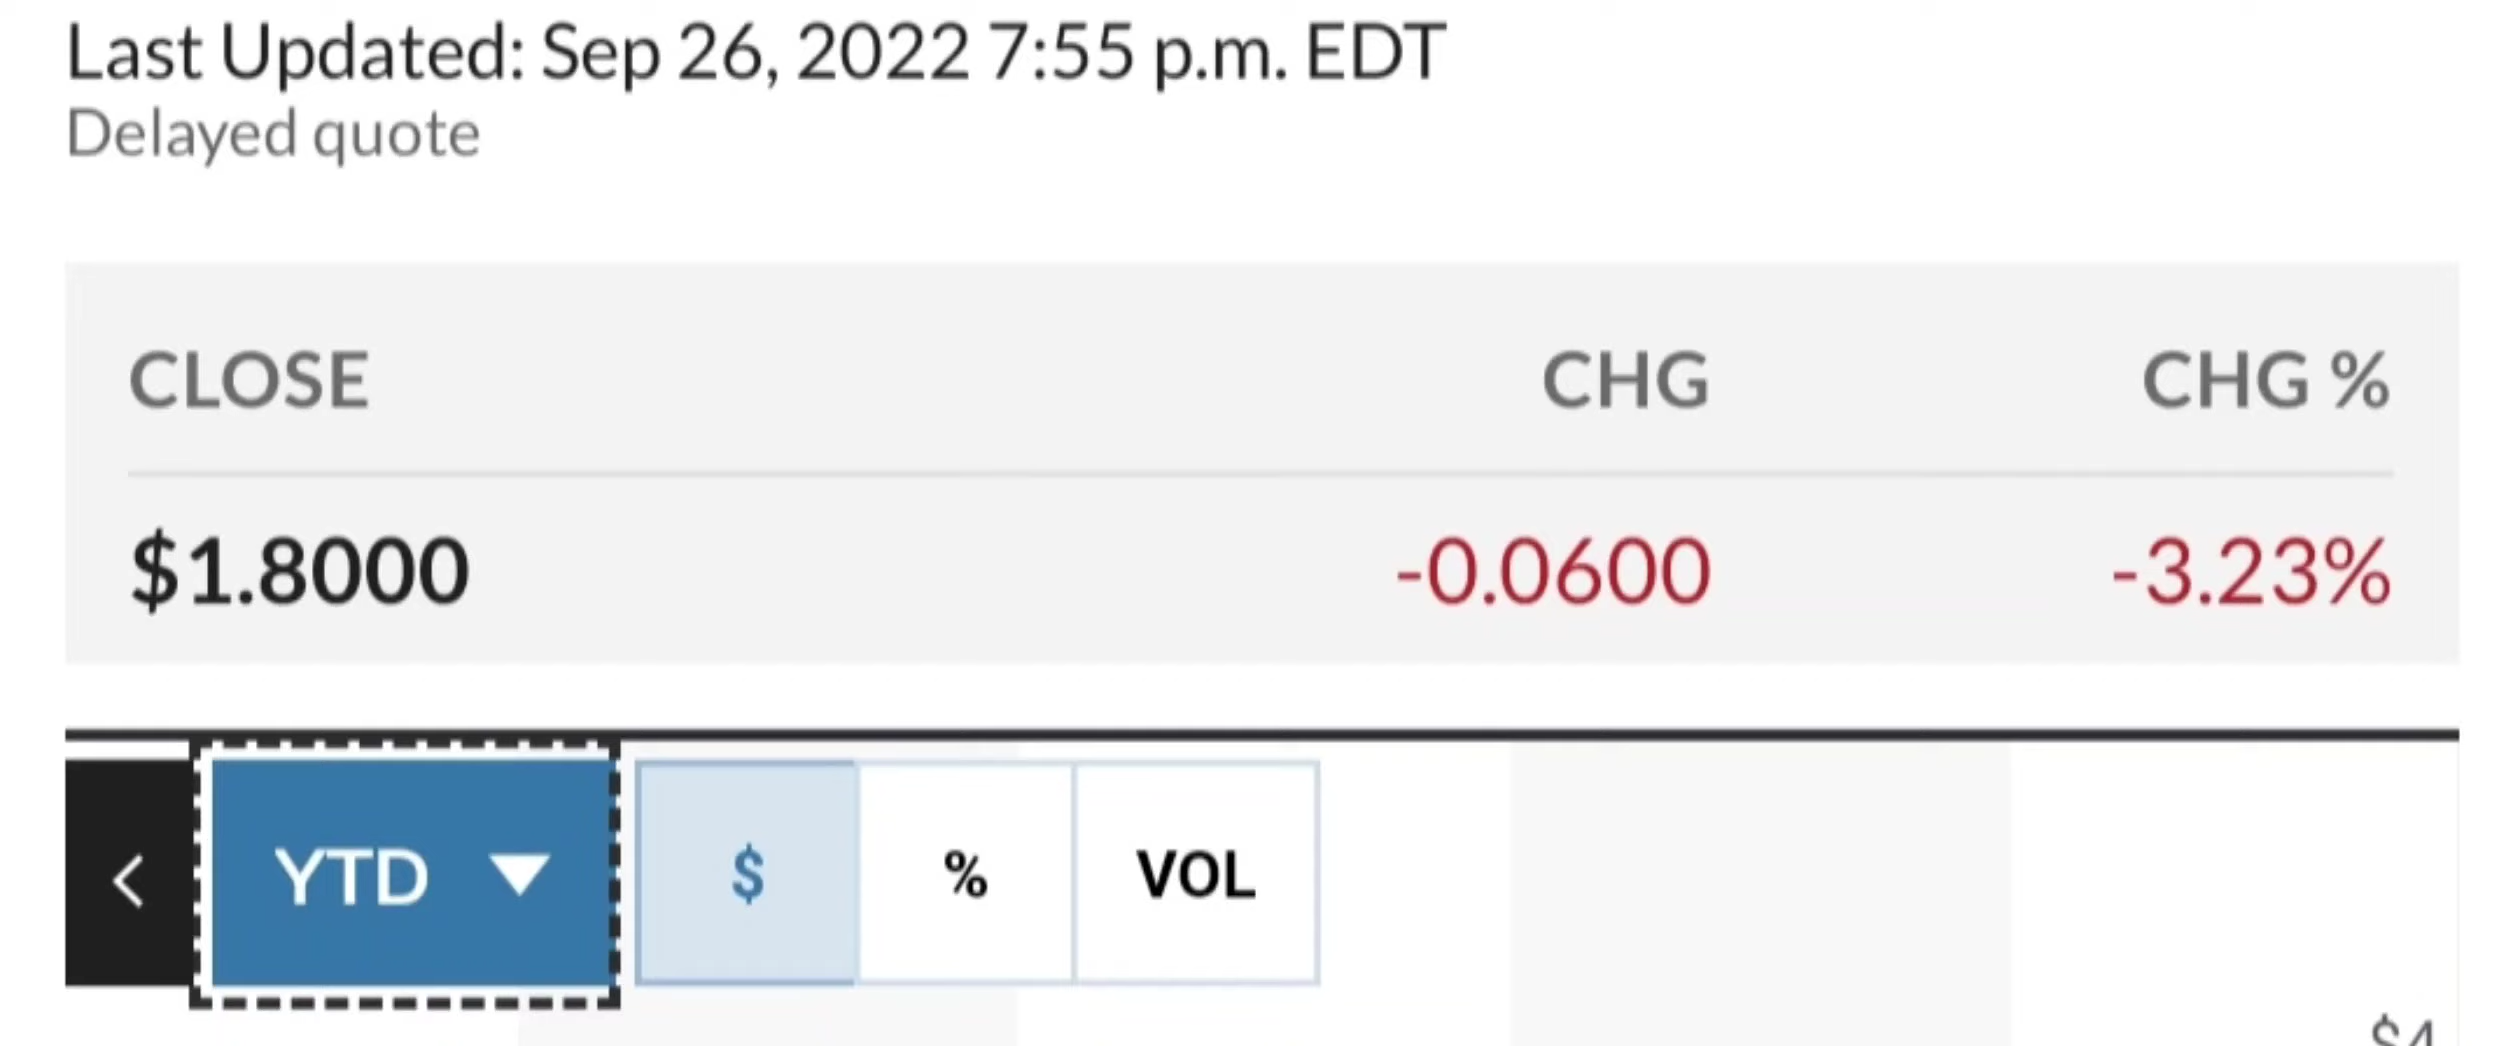 Last Updated: Sep 26, 2022 7:55 p.m. EDT
Delayed quote
CLOSE CHG CHG %
$1.8000 -0.0600 -3.23%
< YTD ▼ $ % VOL
$4